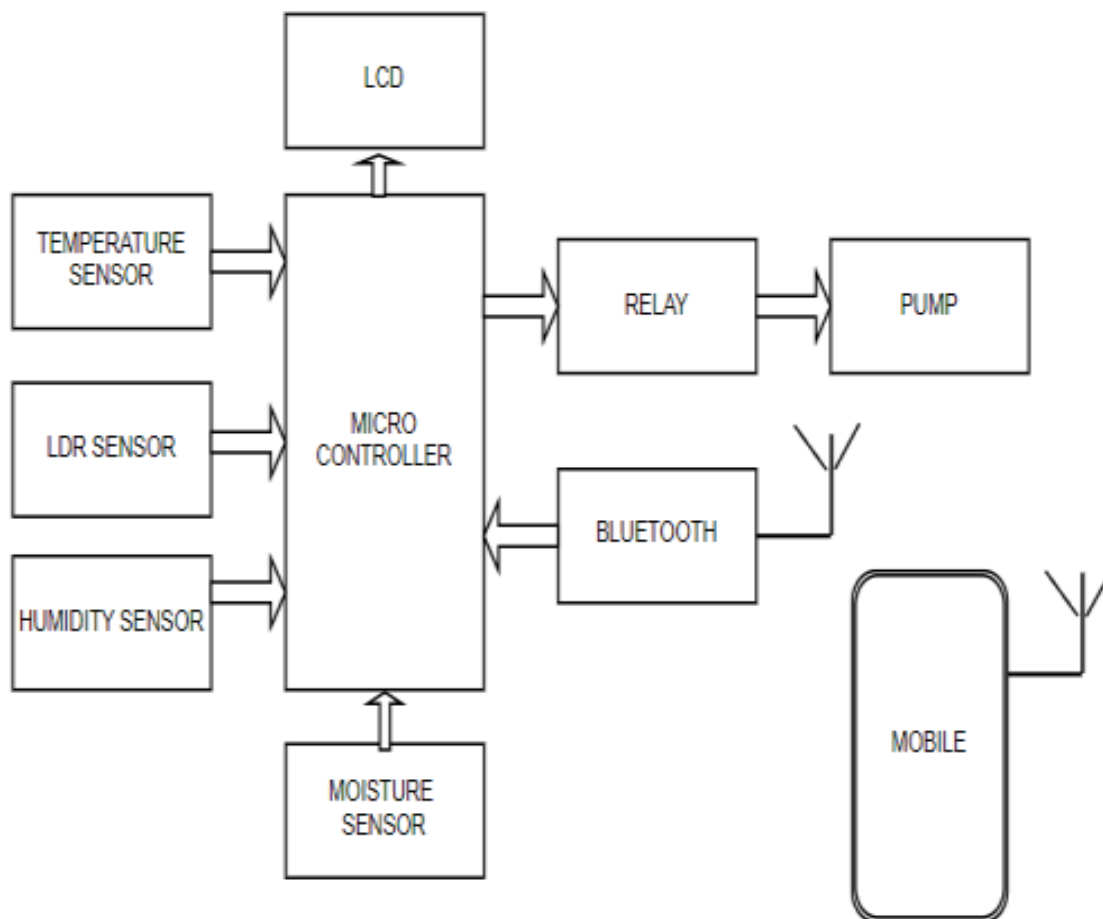 LCD
TEMPERATURE
SENSOR
RELAY
PUMP
LDR SENSOR
MICRO
CONTROLLER
BLUETOOTH
HUMIDITY SENSOR
MOBILE
MOISTURE
SENSOR